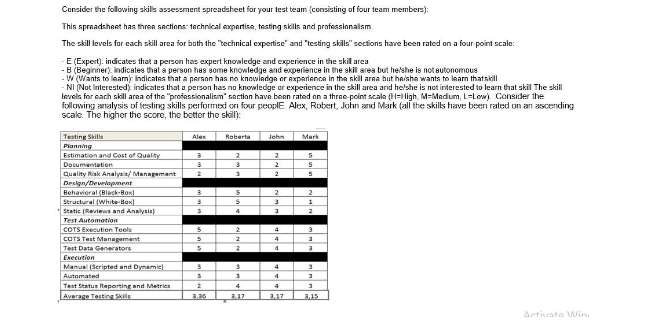 Consider the following skills assessment spreadsheet for your test team (consisting of four team members):
This spreadsheet has three sections: technical expertise, testing skills and professionalism.
The skill levels for each skill area for both the "technical expertise" and "testing skills" sections have been rated on a four-point scale:
- E (Expert): indicates that a person has expert knowledge and experience in the skill area
- B (Beginner): indicates that a person has some knowledge and experience in the skill area but he/she is not autonomous
- W (Wants to learn): indicates that a person has no knowledge or experience in the skill area but he/she wants to learn thatskill
- NI (Not Interested): indicates that a person has no knowledge or experience in the skill area and he/she is not interested to learn that skill The skill
levels for each skill area of the "professionalism" section have been rated on a three-point scale (H=High, M=Medium, L=Low). Consider the
following analysis of testing skills performed on four peoplE Alex, Robert, John and Mark (all the skills have been rated on an ascending
scale. The higher the score, the better the skill):
Testing Skills Alex Roberta John Mark
Planning
Estimation and Cost of Quality 3 2 2 5
Documentation 3 3 2 5
Quality Risk Analysis/ Management 2 3 2 5
Design/Development
Behavioral (Black-Box) 3 5 2 2
Structural (White-Box) 3 5 3 1
Static (Reviews and Analysis) 3 4 3 2
Test Automation
COTS Execution Tools 5 2 4 3
COTS Test Management 5 2 4 3
Test Data Generators 5 2 4 3
Execution
Manual (Scripted and Dynamic) 3 3 4 3
Automated 3 3 4 3
Test Status Reporting and Metrics 2 4 4 3
Average Testing Skills 3.36 3.17 3,17 3,15